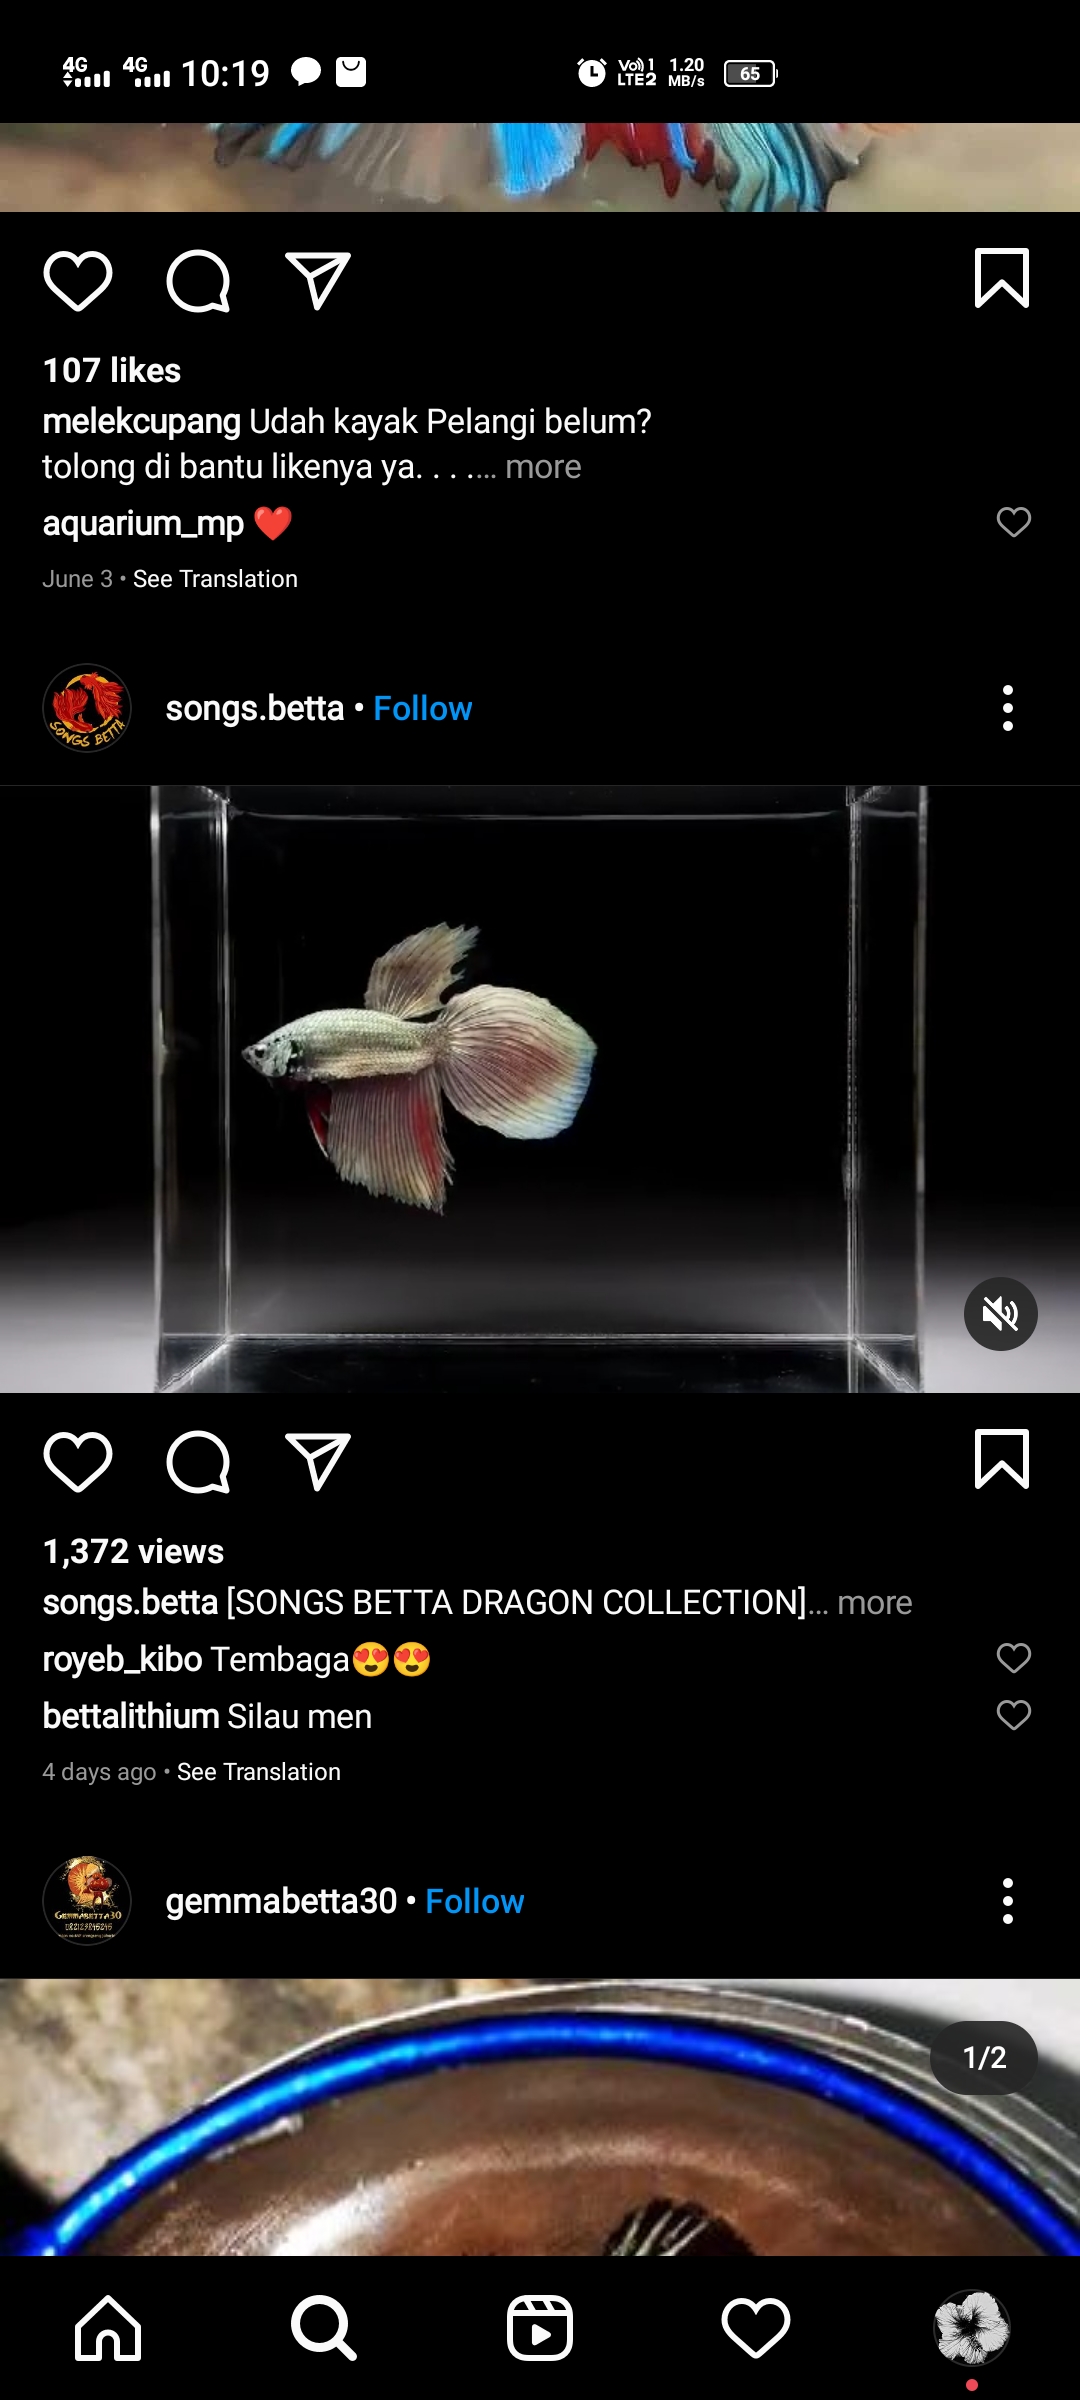 4G 4G 10:19 Vo) 1 LTE2 1.20 MB/s 65
107 likes
melekcupang Udah kayak Pelangi belum?
tolong di bantu likenya ya. . . .... more
aquarium_mp ❤️
June 3 • See Translation
SONGS BETTA
songs.betta • Follow
1,372 views
songs.betta [SONGS BETTA DRAGON COLLECTION]... more
royeb_kibo Tembaga😍😍
bettalithium Silau men
4 days ago • See Translation
GEMMABETTA30
gemmabetta30 • Follow
1/2